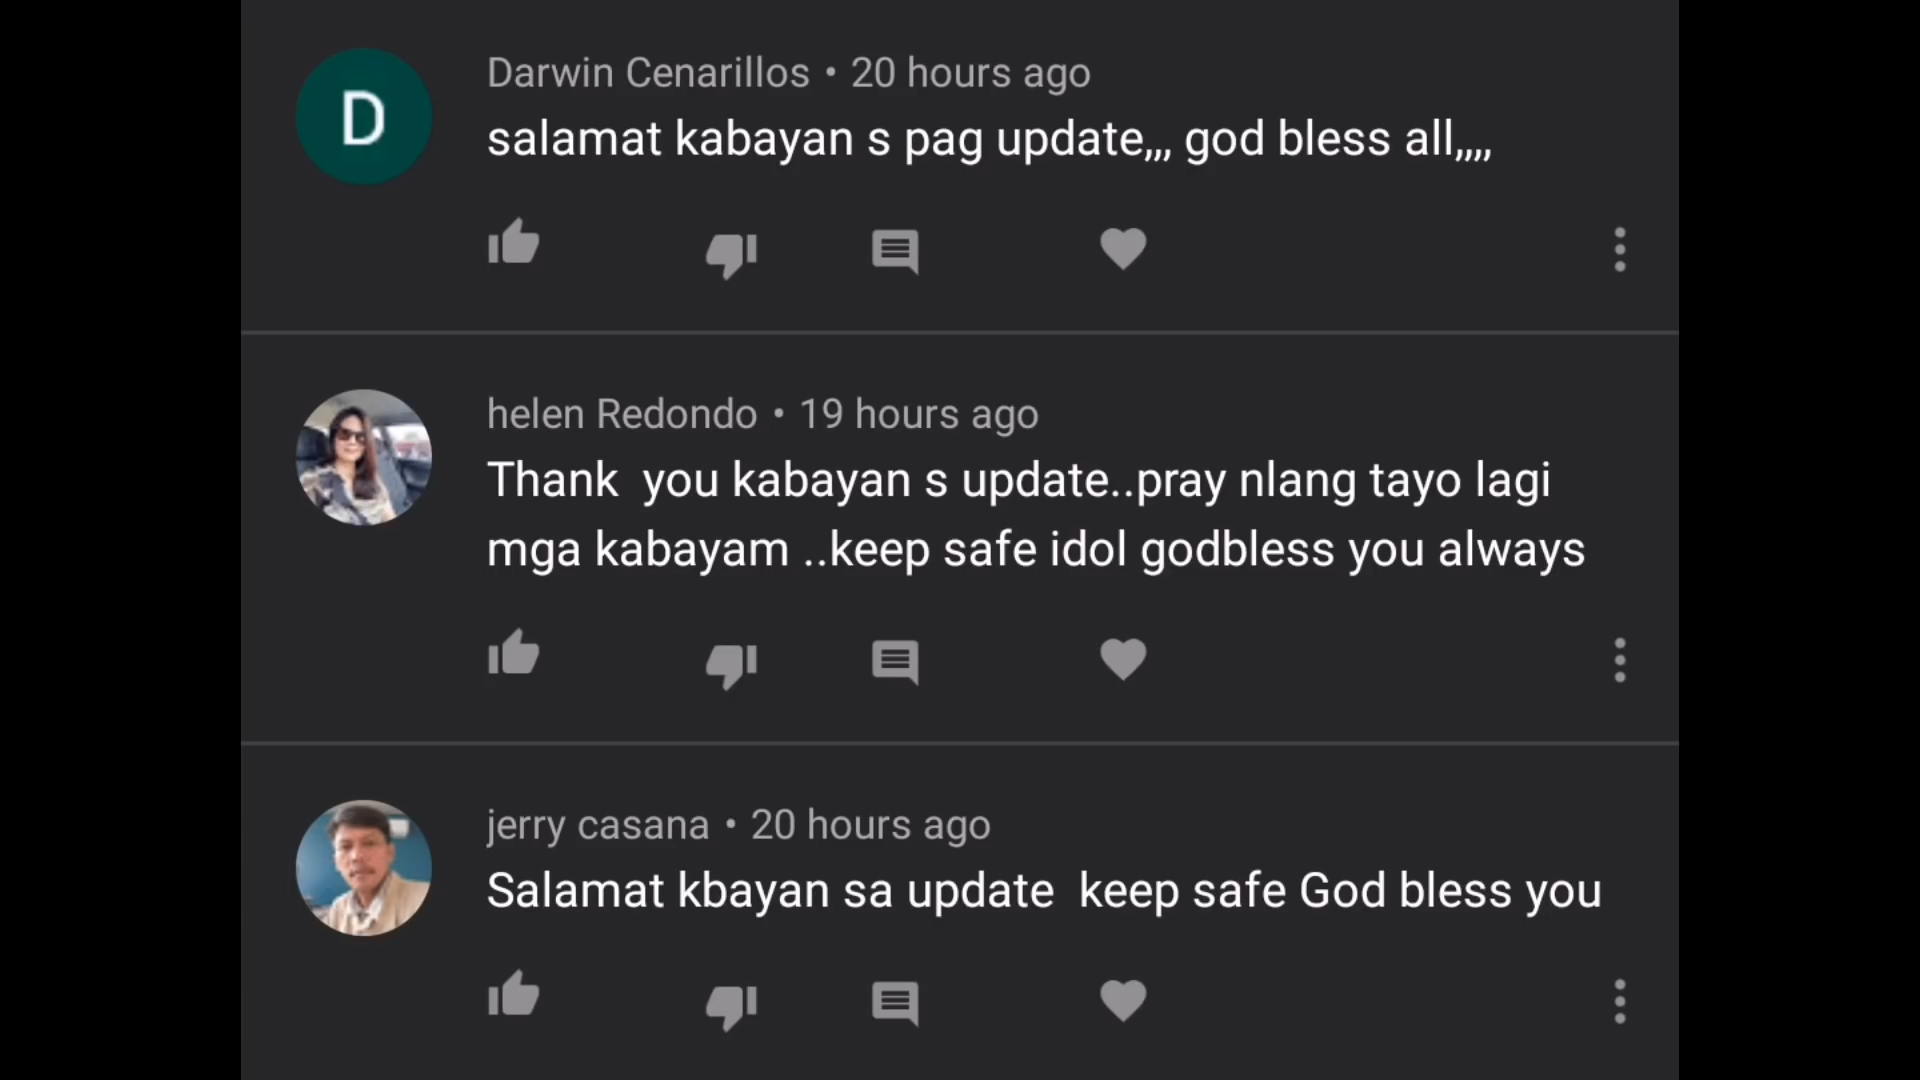 D
Darwin Cenarillos • 20 hours ago
salamat kabayan s pag update,,, god bless all,,,,
helen Redondo • 19 hours ago
Thank  you kabayan s update..pray nlang tayo lagi
mga kabayam ..keep safe idol godbless you always
jerry casana • 20 hours ago
Salamat kbayan sa update  keep safe God bless you